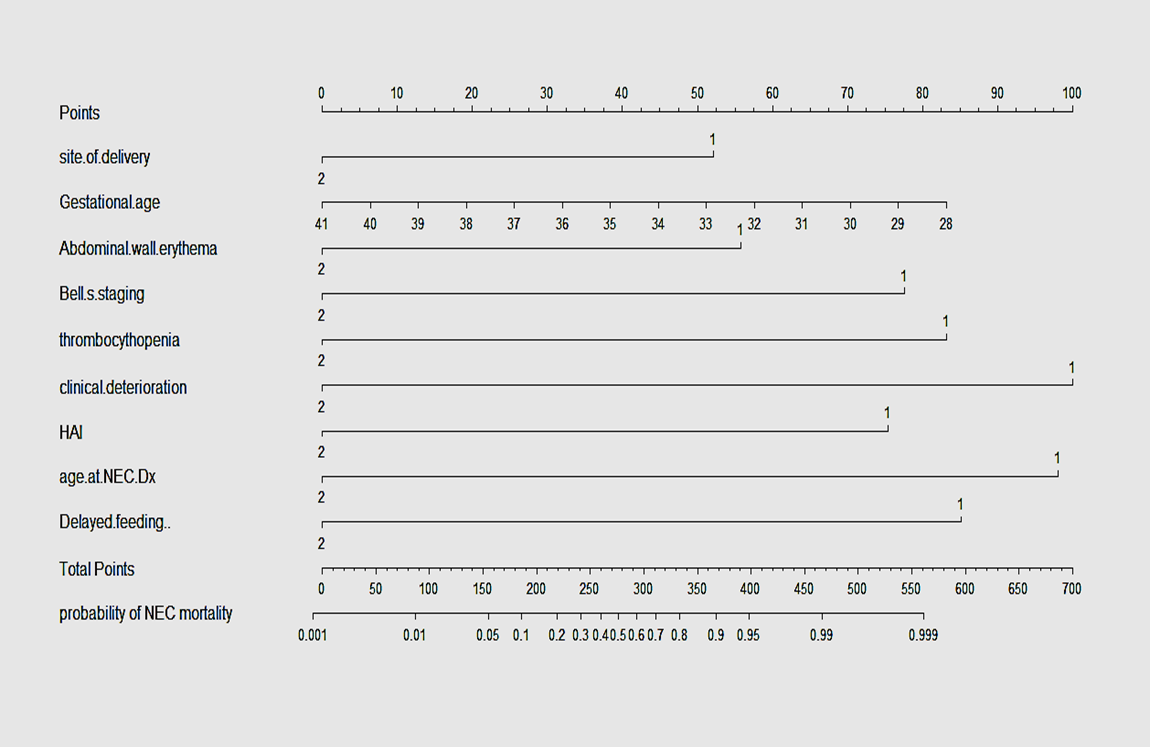 0 10 20 30 40 50 60 70 80 90 100
Points
1
site.of.delivery
2
Gestational.age
41 40 39 38 37 36 35 34 33 32 31 30 29 28
1
Abdominal.wall.erythema
2
1
Bell.s.staging
2
1
thrombocythopenia
2
1
clinical.deterioration
2
1
HAI
2
1
age.at.NEC.Dx
2
1
Delayed.feeding..
2
Total Points
0 50 100 150 200 250 300 350 400 450 500 550 600 650 700
probability of NEC mortality
0.001 0.01 0.05 0.1 0.2 0.3 0.4 0.5 0.6 0.7 0.8 0.9 0.95 0.99 0.999